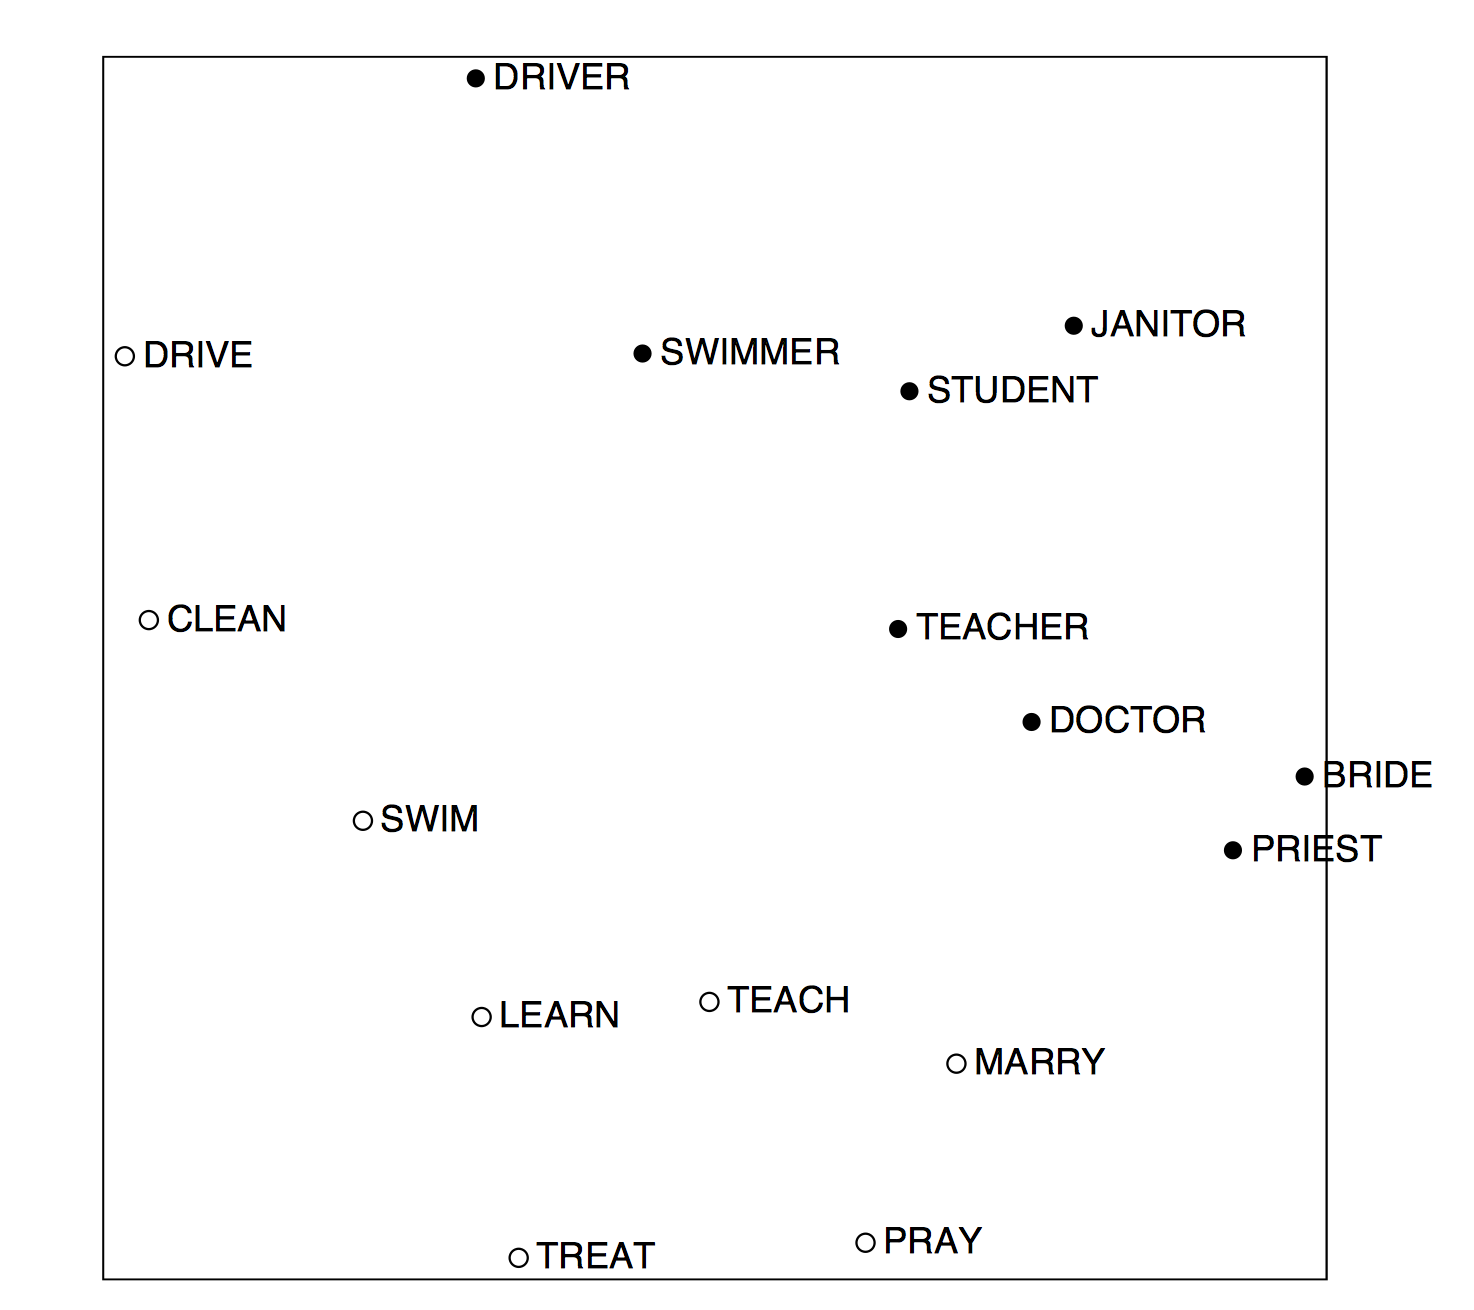 DRIVER
JANITOR
SWIMMER
DRIVE
STUDENT
CLEAN
TEACHER
DOCTOR
BRIDE
SWIM
PRIEST
TEACH
LEARN
MARRY
PRAY
TREAT